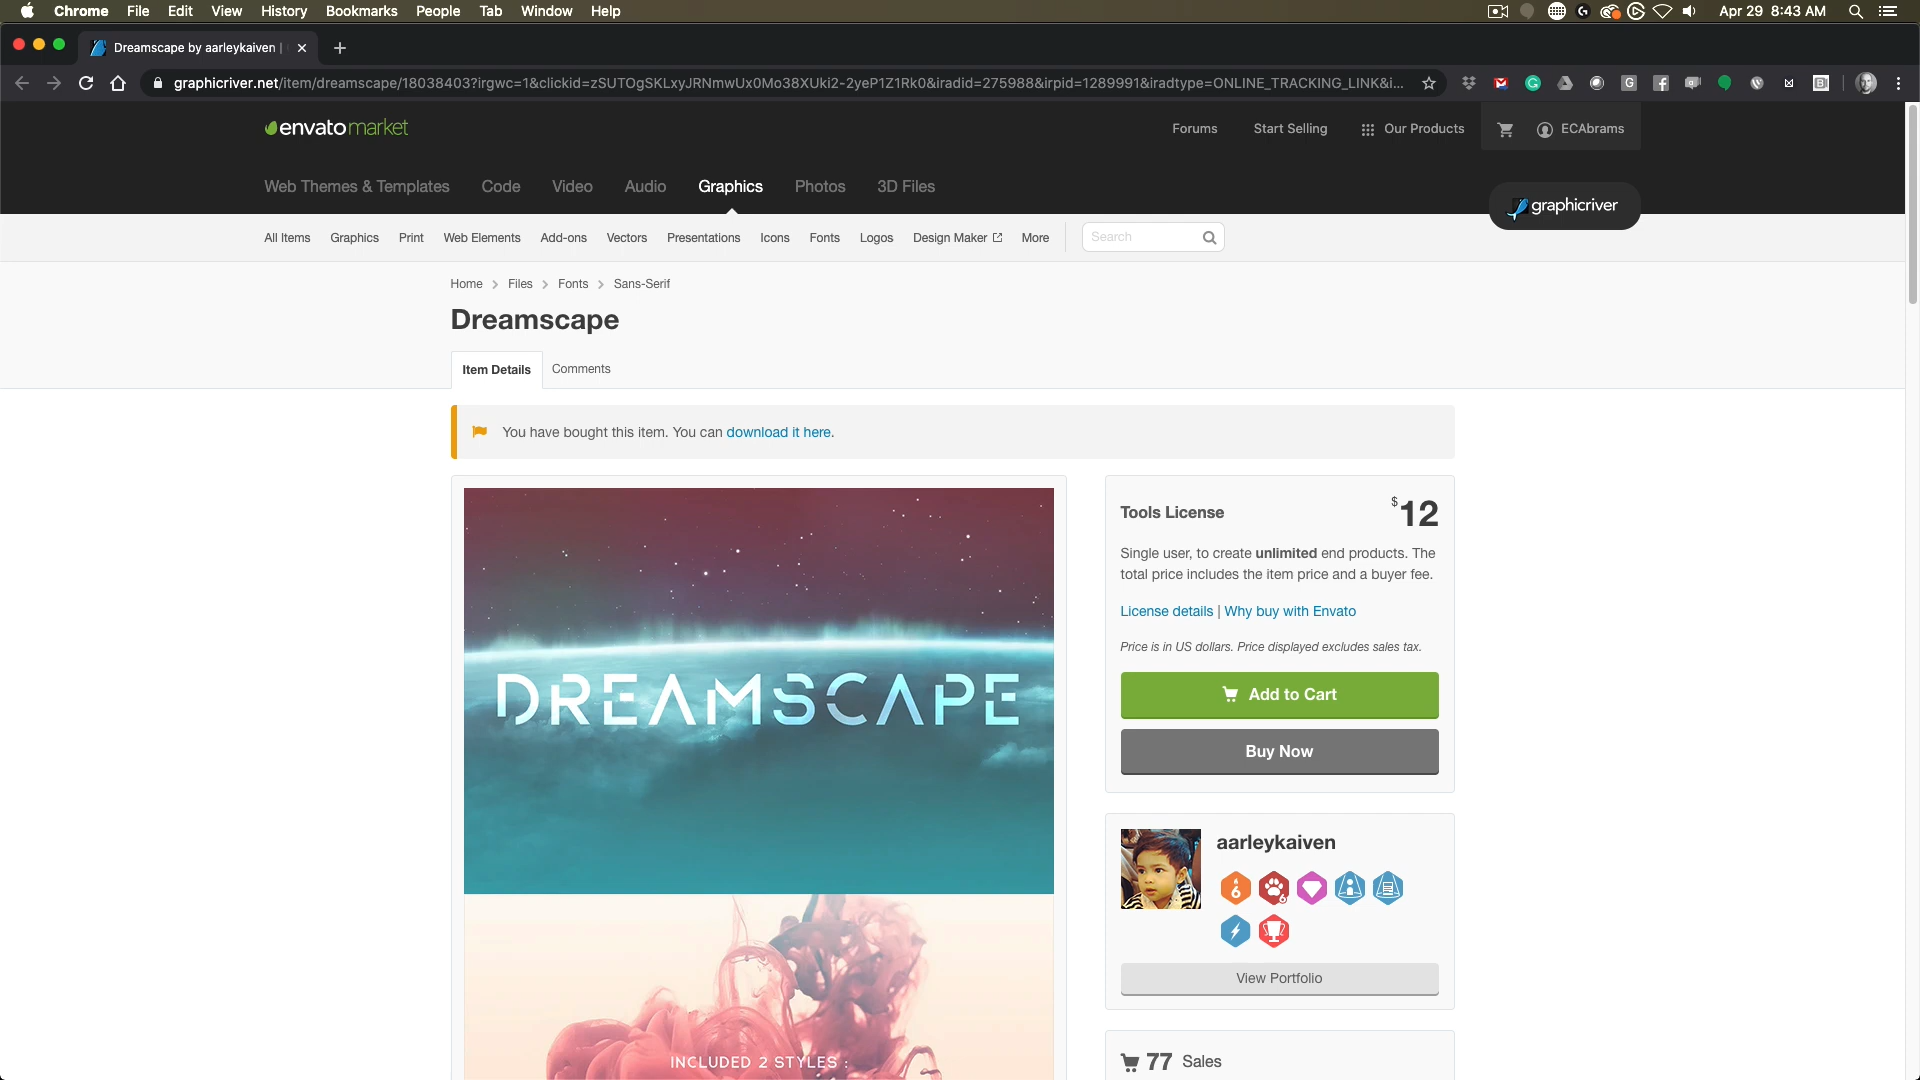 Chrome File Edit View History Bookmarks People Tab Window Help Apr 29 8:43 AM
Dreamscape by aarleykaiven |
graphicriver.net/item/dreamscape/18038403?irgwc=1&clickid=zSUTOgSKLxyJRNmwUx0Mo38XUki2-2yeP1Z1Rk0&iradid=275988&irpid=1289991&iradtype=ONLINE_TRACKING_LINK&i...
envatomarket Forums Start Selling Our Products ECAbrams
Web Themes & Templates Code Video Audio Graphics Photos 3D Files
graphicriver
All Items Graphics Print Web Elements Add-ons Vectors Presentations Icons Fonts Logos Design Maker More Search
Home Files Fonts Sans-Serif
Dreamscape
Item Details Comments
You have bought this item. You can download it here.
DREAMSCAPE
INCLUDED 2 STYLES :
Tools License $12
Single user, to create unlimited end products. The
total price includes the item price and a buyer fee.
License details | Why buy with Envato
Price is in US dollars. Price displayed excludes sales tax.
Add to Cart
Buy Now
aarleykaiven
6 6
View Portfolio
77 Sales